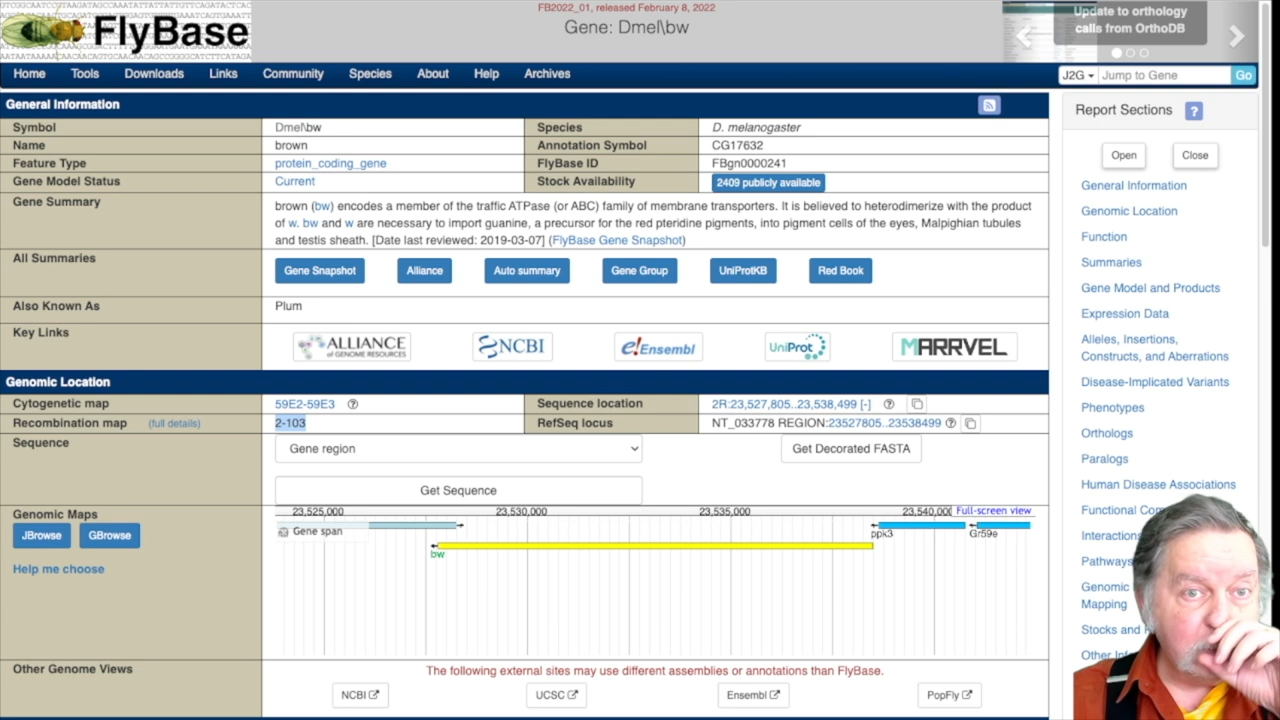 FB2022_01, released February 8, 2022
FlyBase
Gene: Dmel\bw
Update to orthology
calls from OrthoDB
Home Tools Downloads Links Community Species About Help Archives
J2G Jump to Gene Go
General Information
Symbol Dmel\bw Species D. melanogaster
Name brown Annotation Symbol CG17632
Feature Type protein_coding_gene FlyBase ID FBgn0000241
Gene Model Status Current Stock Availability 2409 publicly available
Gene Summary brown (bw) encodes a member of the traffic ATPase (or ABC) family of membrane transporters. It is believed to heterodimerize with the product
of w. bw and w are necessary to import guanine, a precursor for the red pteridine pigments, into pigment cells of the eyes, Malpighian tubules
and testis sheath. [Date last reviewed: 2019-03-07] (FlyBase Gene Snapshot)
All Summaries Gene Snapshot Alliance Auto summary Gene Group UniProtKB Red Book
Also Known As Plum
Key Links ALLIANCE OF GENOME RESOURCES NCBI e!Ensembl UniProt MARRVEL
Genomic Location
Cytogenetic map 59E2-59E3 ? Sequence location 2R:23,527,805..23,538,499 [-] ?
Recombination map (full details) 2-103 RefSeq locus NT_033778 REGION:23527805..23538499 ?
Sequence Gene region Get Decorated FASTA
Get Sequence
Genomic Maps 23,525,000 23,530,000 23,535,000 Full-screen view
JBrowse GBrowse Gene span ppk3 Gr59e
bw
Help me choose
Other Genome Views The following external sites may use different assemblies or annotations than FlyBase.
NCBI UCSC Ensembl PopFly
Report Sections ?
Open Close
General Information
Genomic Location
Function
Summaries
Gene Model and Products
Expression Data
Alleles, Insertions,
Constructs, and Aberrations
Disease-Implicated Variants
Phenotypes
Orthologs
Paralogs
Human Disease Associations
Functional
Interactions
Pathways
Genomic
Mapping
Stocks and
Other